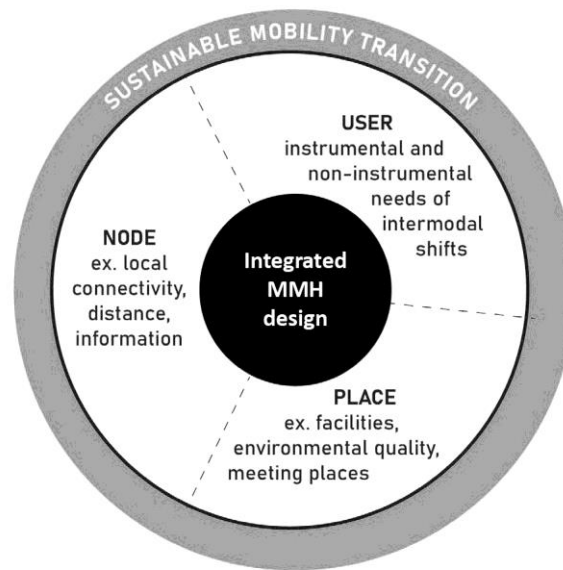 SUSTAINABLE MOBILITY TRANSITION
USER
instrumental and
non-instrumental
needs of
intermodal
shifts
NODE
ex. local
connectivity,
distance,
information
Integrated
MMH
design
PLACE
ex. facilities,
environmental quality,
meeting places